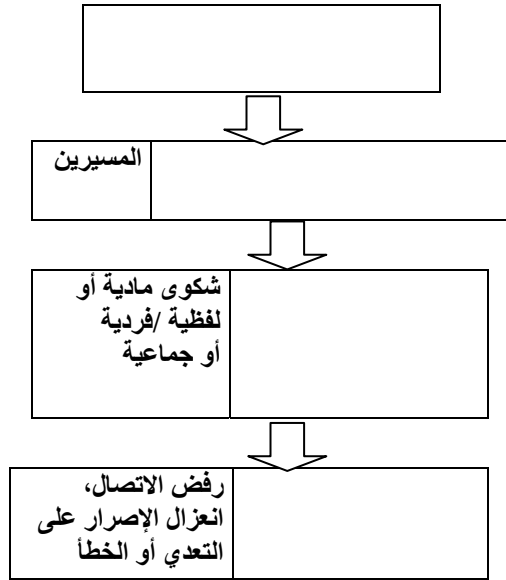 المسيرين
شكوى مادية أو
لفظية /فردية
أو جماعية
رفض الاتصال،
انعزال الإصرار على
التعدي أو الخطأ